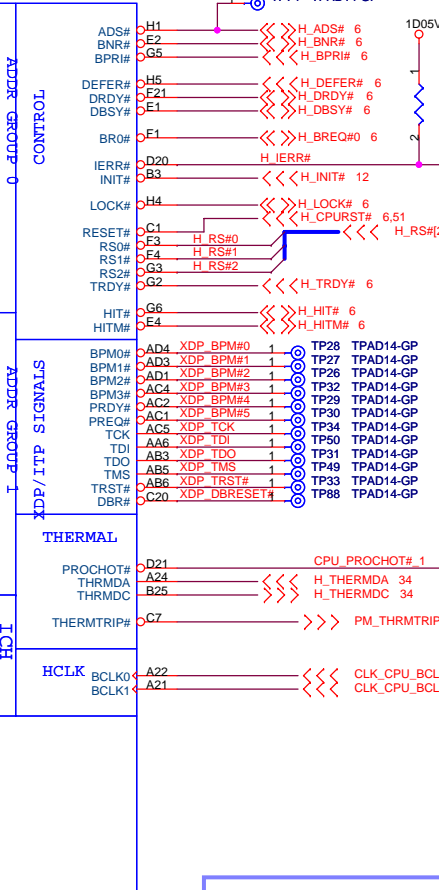 ADDR GROUP 0
CONTROL
ADS# H1 H_ADS# 6
BNR# E2 H_BNR# 6
BPRI# G5 H_BPRI# 6
1D05V
DEFER# H5 H_DEFER# 6
DRDY# F21 H_DRDY# 6
DBSY# E1 H_DBSY# 6
1
BR0# F1 H_BREQ#0 6
2
IERR# D20 H_IERR#
INIT# B3 H_INIT# 12
LOCK# H4 H_LOCK# 6
RESET# C1 H_CPURST# 6,51
RS0# F3 H_RS#0 H_RS#[2
RS1# F4 H_RS#1
RS2# G3 H_RS#2
TRDY# G2 H_TRDY# 6
HIT# G6 H_HIT# 6
HITM# E4 H_HITM# 6
ADDR GROUP 1
XDP/ITP SIGNALS
BPM0# AD4 XDP_BPM#0 1 TP28 TPAD14-GP
BPM1# AD3 XDP_BPM#1 1 TP27 TPAD14-GP
BPM2# AD1 XDP_BPM#2 1 TP26 TPAD14-GP
BPM3# AC4 XDP_BPM#3 1 TP32 TPAD14-GP
PRDY# AC2 XDP_BPM#4 1 TP29 TPAD14-GP
PREQ# AC1 XDP_BPM#5 1 TP30 TPAD14-GP
TCK AC5 XDP_TCK 1 TP34 TPAD14-GP
TDI AA6 XDP_TDI 1 TP50 TPAD14-GP
TDO AB3 XDP_TDO 1 TP31 TPAD14-GP
TMS AB5 XDP_TMS 1 TP49 TPAD14-GP
TRST# AB6 XDP_TRST# 1 TP33 TPAD14-GP
DBR# C20 XDP_DBRESET# 1 TP88 TPAD14-GP
THERMAL
PROCHOT# D21 CPU_PROCHOT#_1
THRMDA A24 H_THERMDA 34
THRMDC B25 H_THERMDC 34
THERMTRIP# C7 PM_THRMTRIP
ICH
HCLK
BCLK0 A22 CLK_CPU_BCL
BCLK1 A21 CLK_CPU_BCL